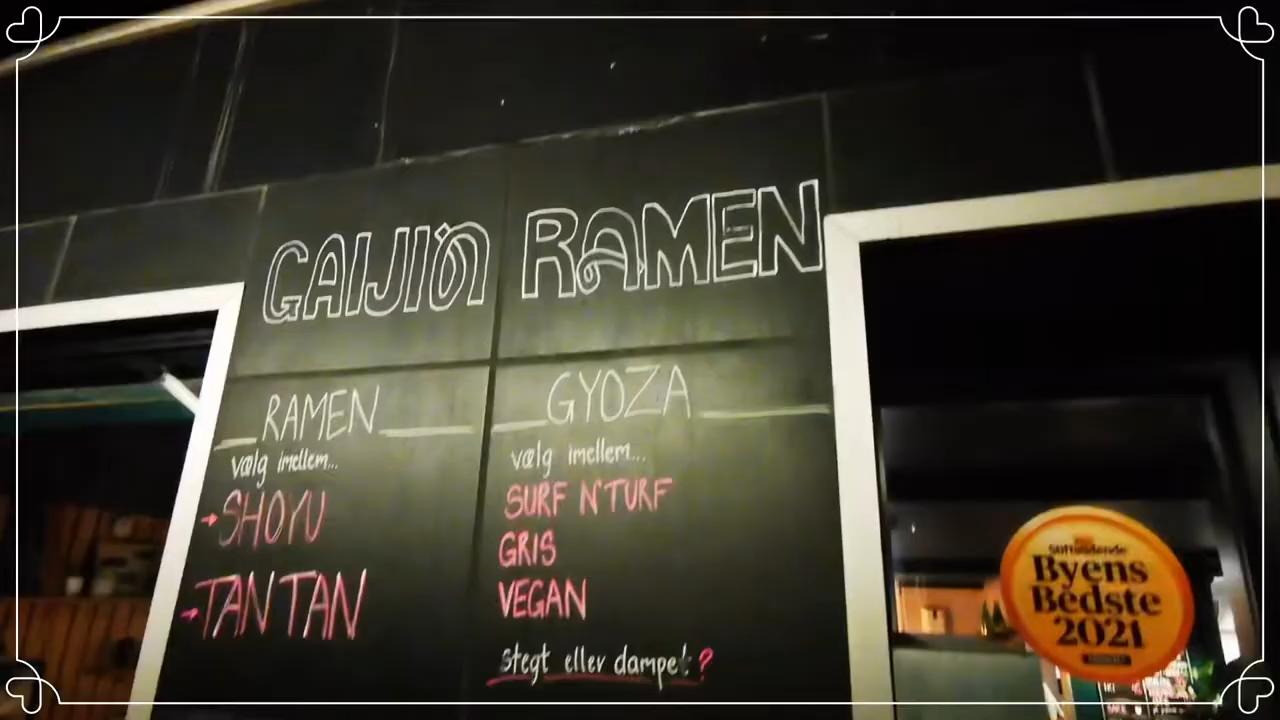 GAIJIN RAMEN
RAMEN
vælg imellem...
→SHOYU
→TANTAN
GYOZA
vælg imellem...
SURF N'TURF
GRIS
VEGAN
stegt eller dampet?
Byens
Bedste
2021